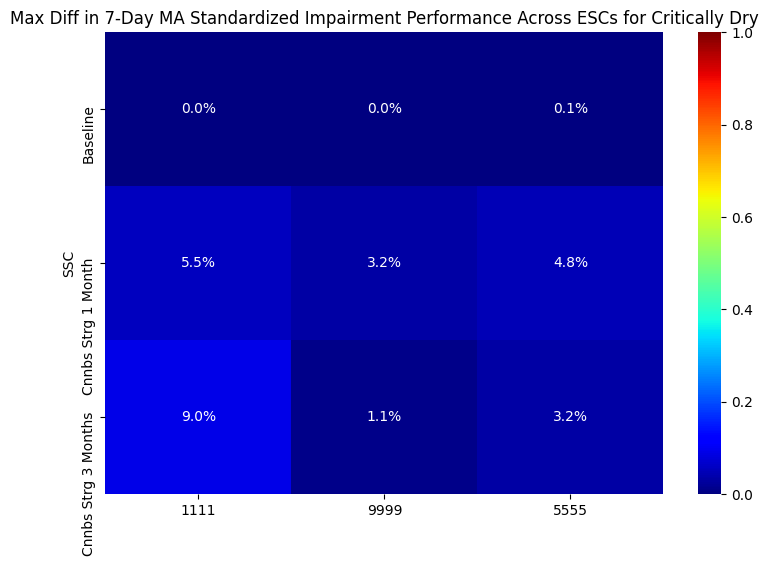 Max Diff in 7-Day MA Standardized Impairment Performance Across ESCs for Critically Dry
SSC
Baseline
0.0% 0.0% 0.1%
Cnnbs Strg 1 Month
5.5% 3.2% 4.8%
Cnnbs Strg 3 Months
9.0% 1.1% 3.2%
1111 9999 5555
1.0
0.8
0.6
0.4
0.2
0.0